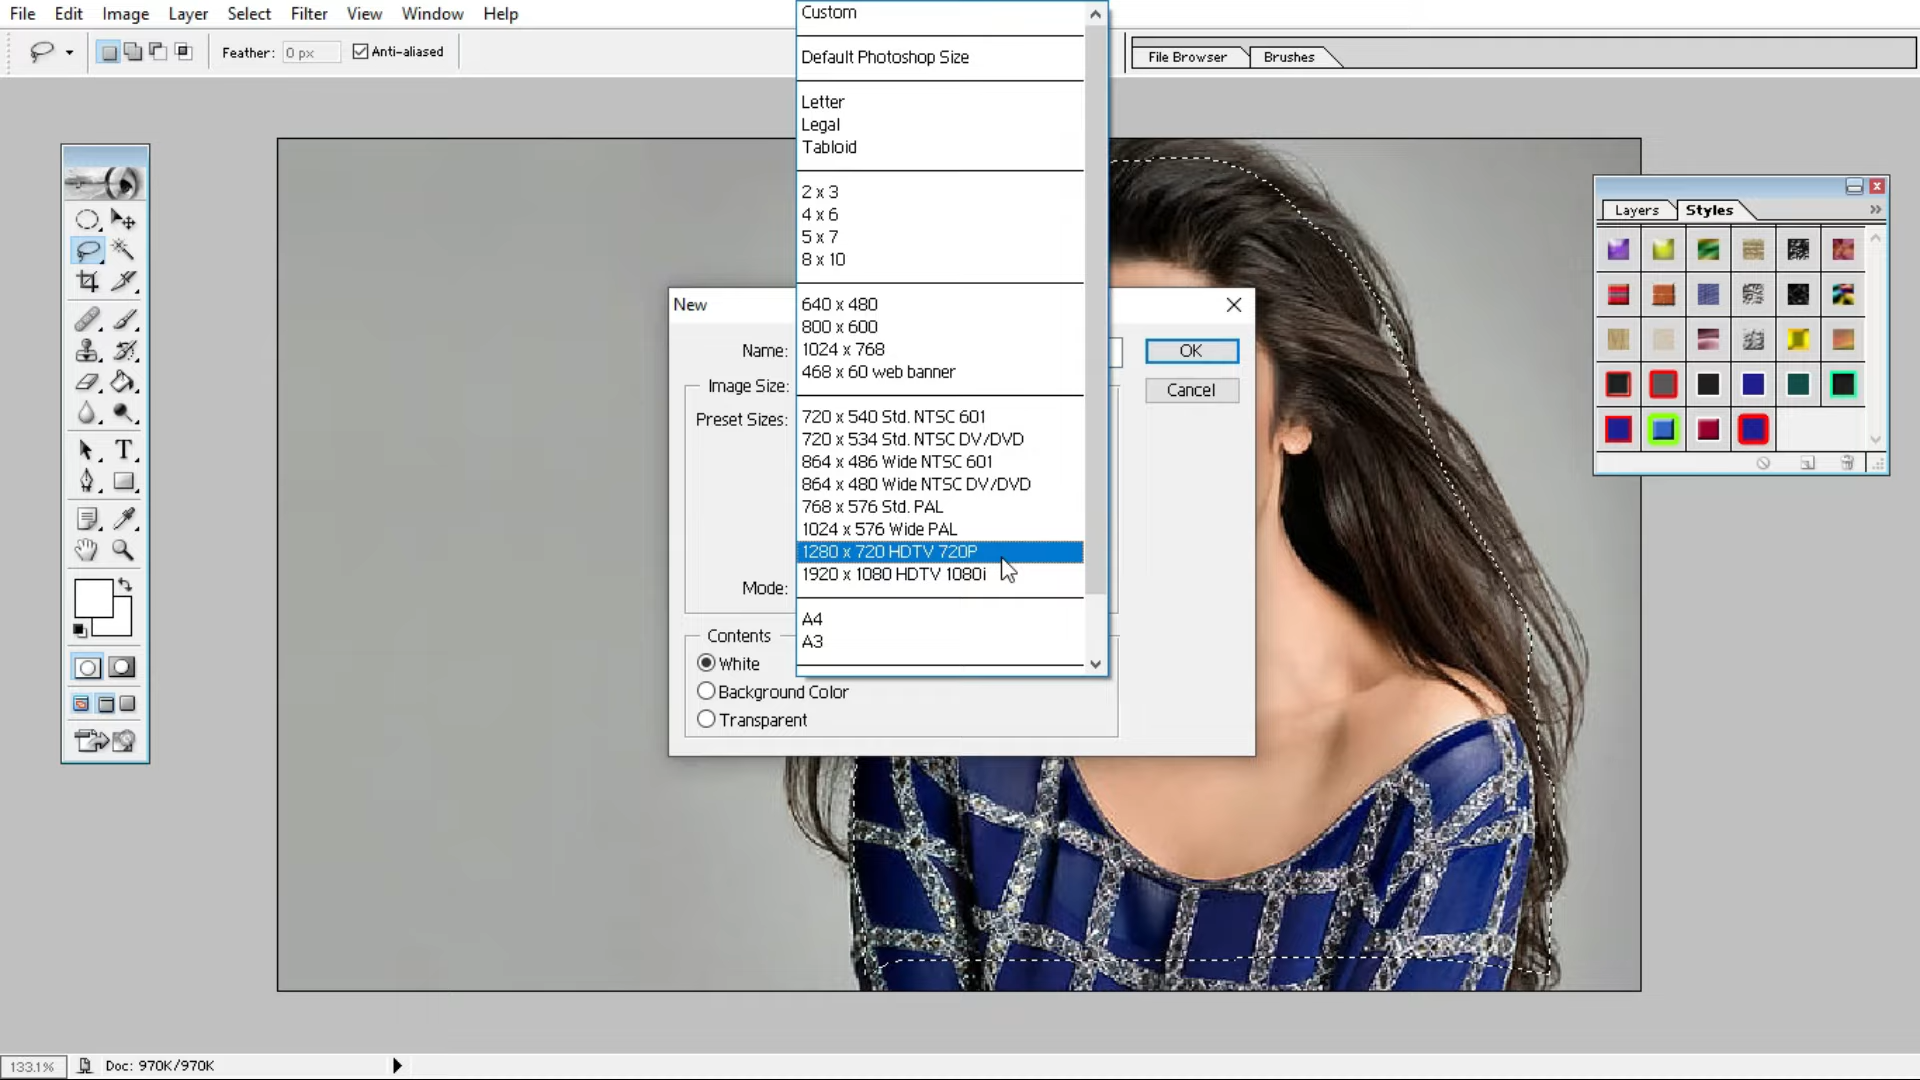 File Edit Image Layer Select Filter View Window Help
Feather: 0 px Anti-aliased
File Browser Brushes
Custom
Default Photoshop Size
Letter
Legal
Tabloid
2 x 3
4 x 6
5 x 7
8 x 10
640 x 480
800 x 600
1024 x 768
468 x 60 web banner
720 x 540 Std. NTSC 601
720 x 534 Std. NTSC DV/DVD
864 x 486 Wide NTSC 601
864 x 480 Wide NTSC DV/DVD
768 x 576 Std. PAL
1024 x 576 Wide PAL
1280 x 720 HDTV 720P
1920 x 1080 HDTV 1080i
A4
A3
New
Name:
Image Size:
Preset Sizes:
Mode:
Contents
White
Background Color
Transparent
OK
Cancel
Layers Styles
T
133.1% Doc: 970K/970K